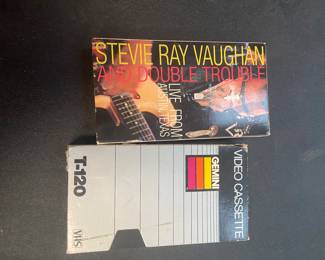 STEVIE RAY VAUGHAN
AND DOUBLE TROUBLE
LIVE FROM
AUSTIN, TEXAS
T-120
VHS
GEMINI
VIDEO CASSETTE